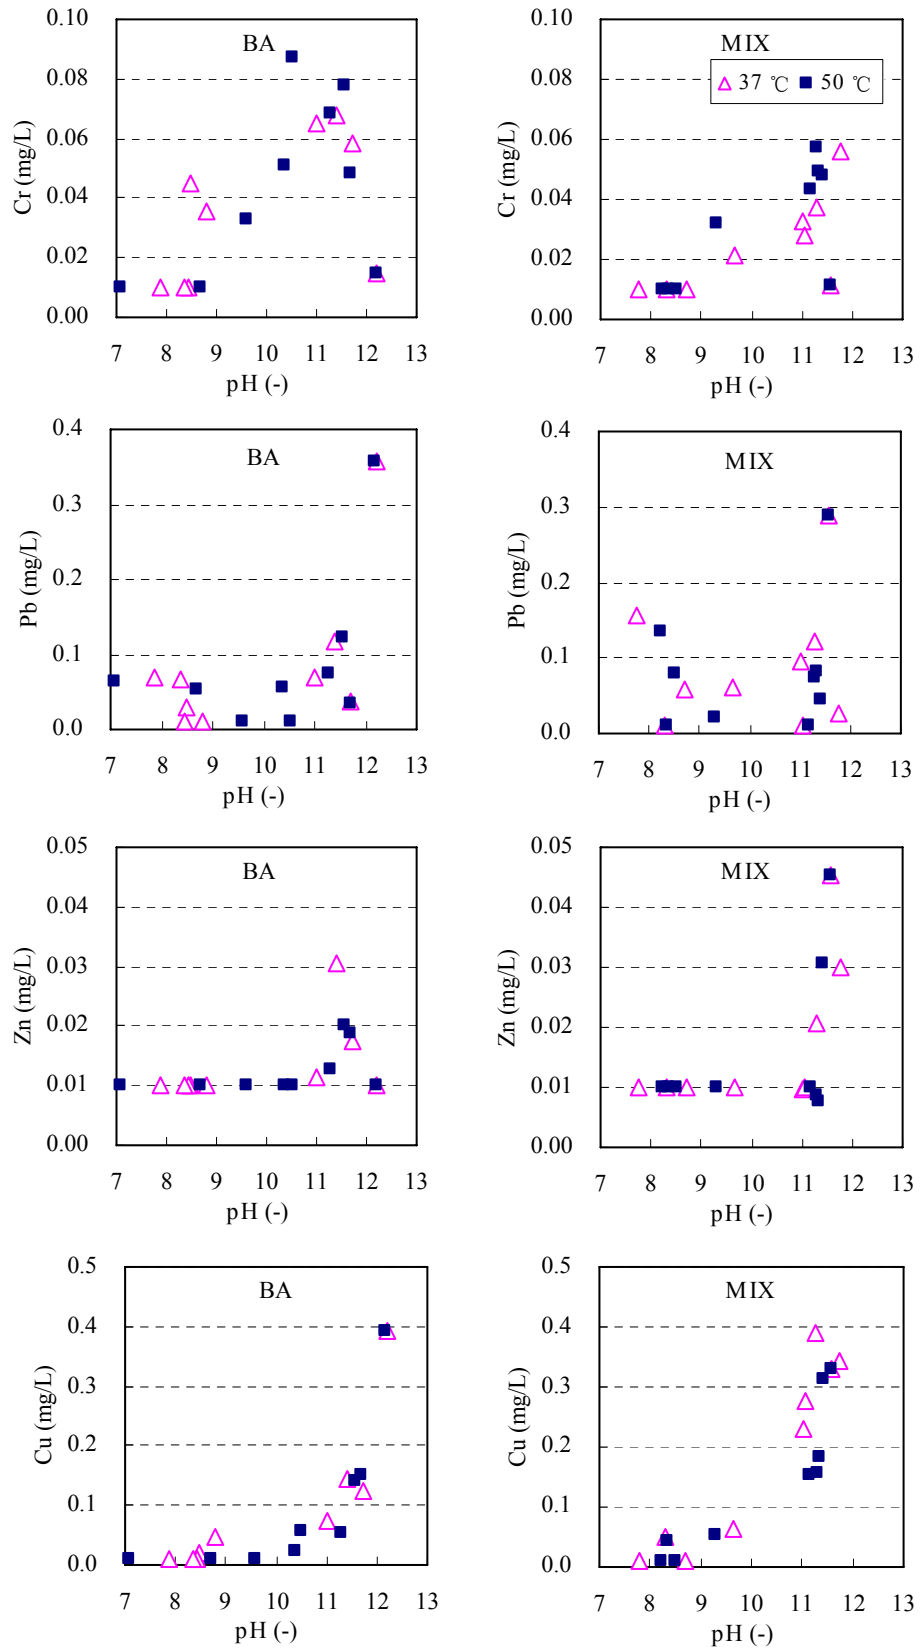 BA
Cr (mg/L)
0.10
0.08
0.06
0.04
0.02
0.00
7 8 9 10 11 12 13
pH (-)
MIX
37 ℃ 50 ℃
Cr (mg/L)
0.10
0.08
0.06
0.04
0.02
0.00
7 8 9 10 11 12 13
pH (-)
BA
Pb (mg/L)
0.4
0.3
0.2
0.1
0.0
7 8 9 10 11 12 13
pH (-)
MIX
Pb (mg/L)
0.4
0.3
0.2
0.1
0.0
7 8 9 10 11 12 13
pH (-)
BA
Zn (mg/L)
0.05
0.04
0.03
0.02
0.01
0.00
7 8 9 10 11 12 13
pH (-)
MIX
Zn (mg/L)
0.05
0.04
0.03
0.02
0.01
0.00
7 8 9 10 11 12 13
pH (-)
BA
Cu (mg/L)
0.5
0.4
0.3
0.2
0.1
0.0
7 8 9 10 11 12 13
pH (-)
MIX
Cu (mg/L)
0.5
0.4
0.3
0.2
0.1
0.0
7 8 9 10 11 12 13
pH (-)